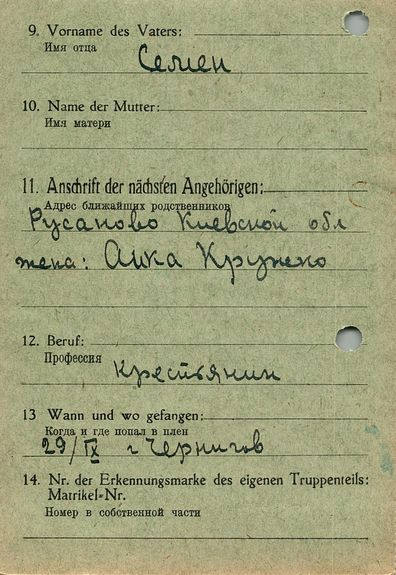 9. Vorname des Vaters:
Имя отца
Семен
10. Name der Mutter:
Имя матери
11. Anschrift der nächsten Angehörigen:
Адрес ближайших родственников
Русаново Киевской обл
жена:
12. Beruf:
Профессия
крестьянин
13 Wann und wo gefangen:
Когда и где попал в плен
29/IX г Чернигов
14. Nr. der Erkennungsmarke des eigenen Truppenteils:
Matrikel-Nr.
Номер в собственной части